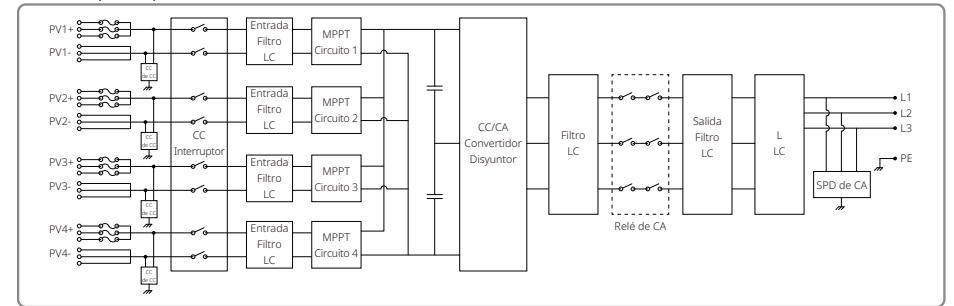 PV1+
PV1-
CC
de CC
Entrada
Filtro
LC
MPPT
Circuito 1
PV2+
PV2-
CC
de CC
Entrada
Filtro
LC
MPPT
Circuito 2
CC
Interruptor
PV3+
PV3-
CC
de CC
Entrada
Filtro
LC
MPPT
Circuito 3
PV4+
PV4-
CC
de CC
Entrada
Filtro
LC
MPPT
Circuito 4
CC/CA
Convertidor
Disyuntor
Filtro
LC
Relé de CA
Salida
Filtro
LC
L
LC
L1
L2
L3
PE
SPD de CA